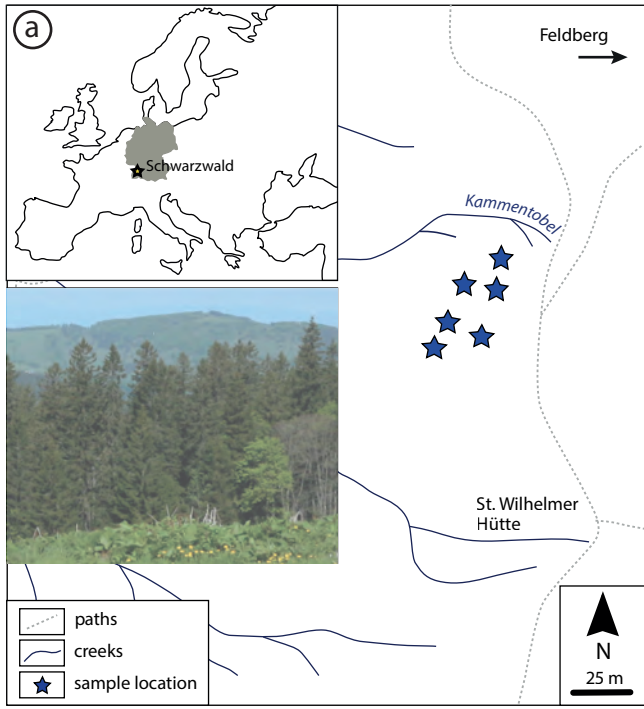 a
Schwarzwald
Feldberg
Kammentobel
St. Wilhelmer
Hütte
paths
creeks
sample location
N
25 m